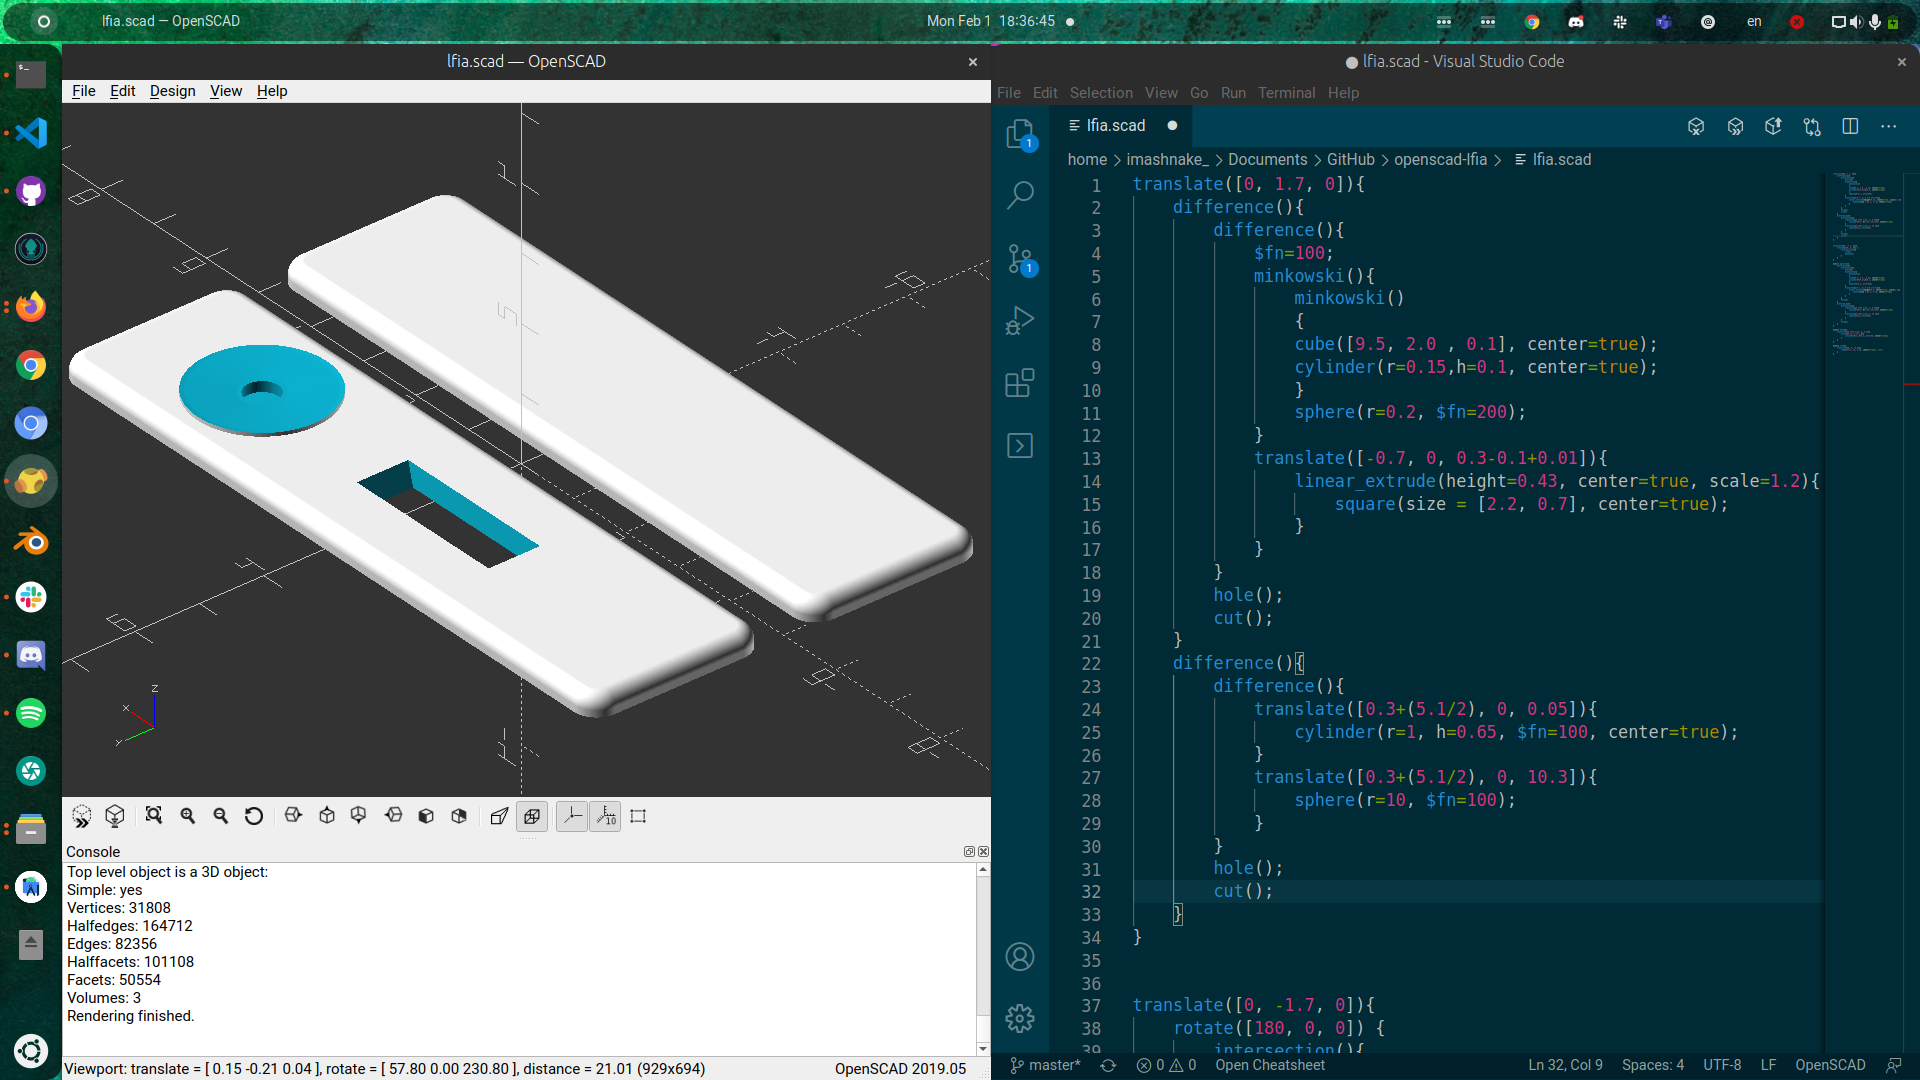 lfia.scad — OpenSCAD
Mon Feb 1 18:36:45
en
lfia.scad — OpenSCAD
File Edit Design View Help
z
x
y
Console
Top level object is a 3D object:
Simple: yes
Vertices: 31808
Halfedges: 164712
Edges: 82356
Halffacets: 101108
Facets: 50554
Volumes: 3
Rendering finished.
Viewport: translate = [ 0.15 -0.21 0.04 ], rotate = [ 57.80 0.00 230.80 ], distance = 21.01 (929x694)
OpenSCAD 2019.05
● lfia.scad - Visual Studio Code
File Edit Selection View Go Run Terminal Help
lfia.scad
home > imashnake_ > Documents > GitHub > openscad-lfia > lfia.scad
1
1
1 translate([0, 1.7, 0]){
2 difference(){
3 difference(){
4 $fn=100;
5 minkowski(){
6 minkowski()
7 {
8 cube([9.5, 2.0 , 0.1], center=true);
9 cylinder(r=0.15,h=0.1, center=true);
10 }
11 sphere(r=0.2, $fn=200);
12 }
13 translate([-0.7, 0, 0.3-0.1+0.01]){
14 linear_extrude(height=0.43, center=true, scale=1.2){
15 square(size = [2.2, 0.7], center=true);
16 }
17 }
18 }
19 hole();
20 cut();
21 }
22 difference(){
23 difference(){
24 translate([0.3+(5.1/2), 0, 0.05]){
25 cylinder(r=1, h=0.65, $fn=100, center=true);
26 }
27 translate([0.3+(5.1/2), 0, 10.3]){
28 sphere(r=10, $fn=100);
29 }
30 }
31 hole();
32 cut();
33 }
34 }
35
36
37 translate([0, -1.7, 0]){
38 rotate([180, 0, 0]) {
39 intersection(){
master* 0 0 Open Cheatsheet Ln 32, Col 9 Spaces: 4 UTF-8 LF OpenSCAD